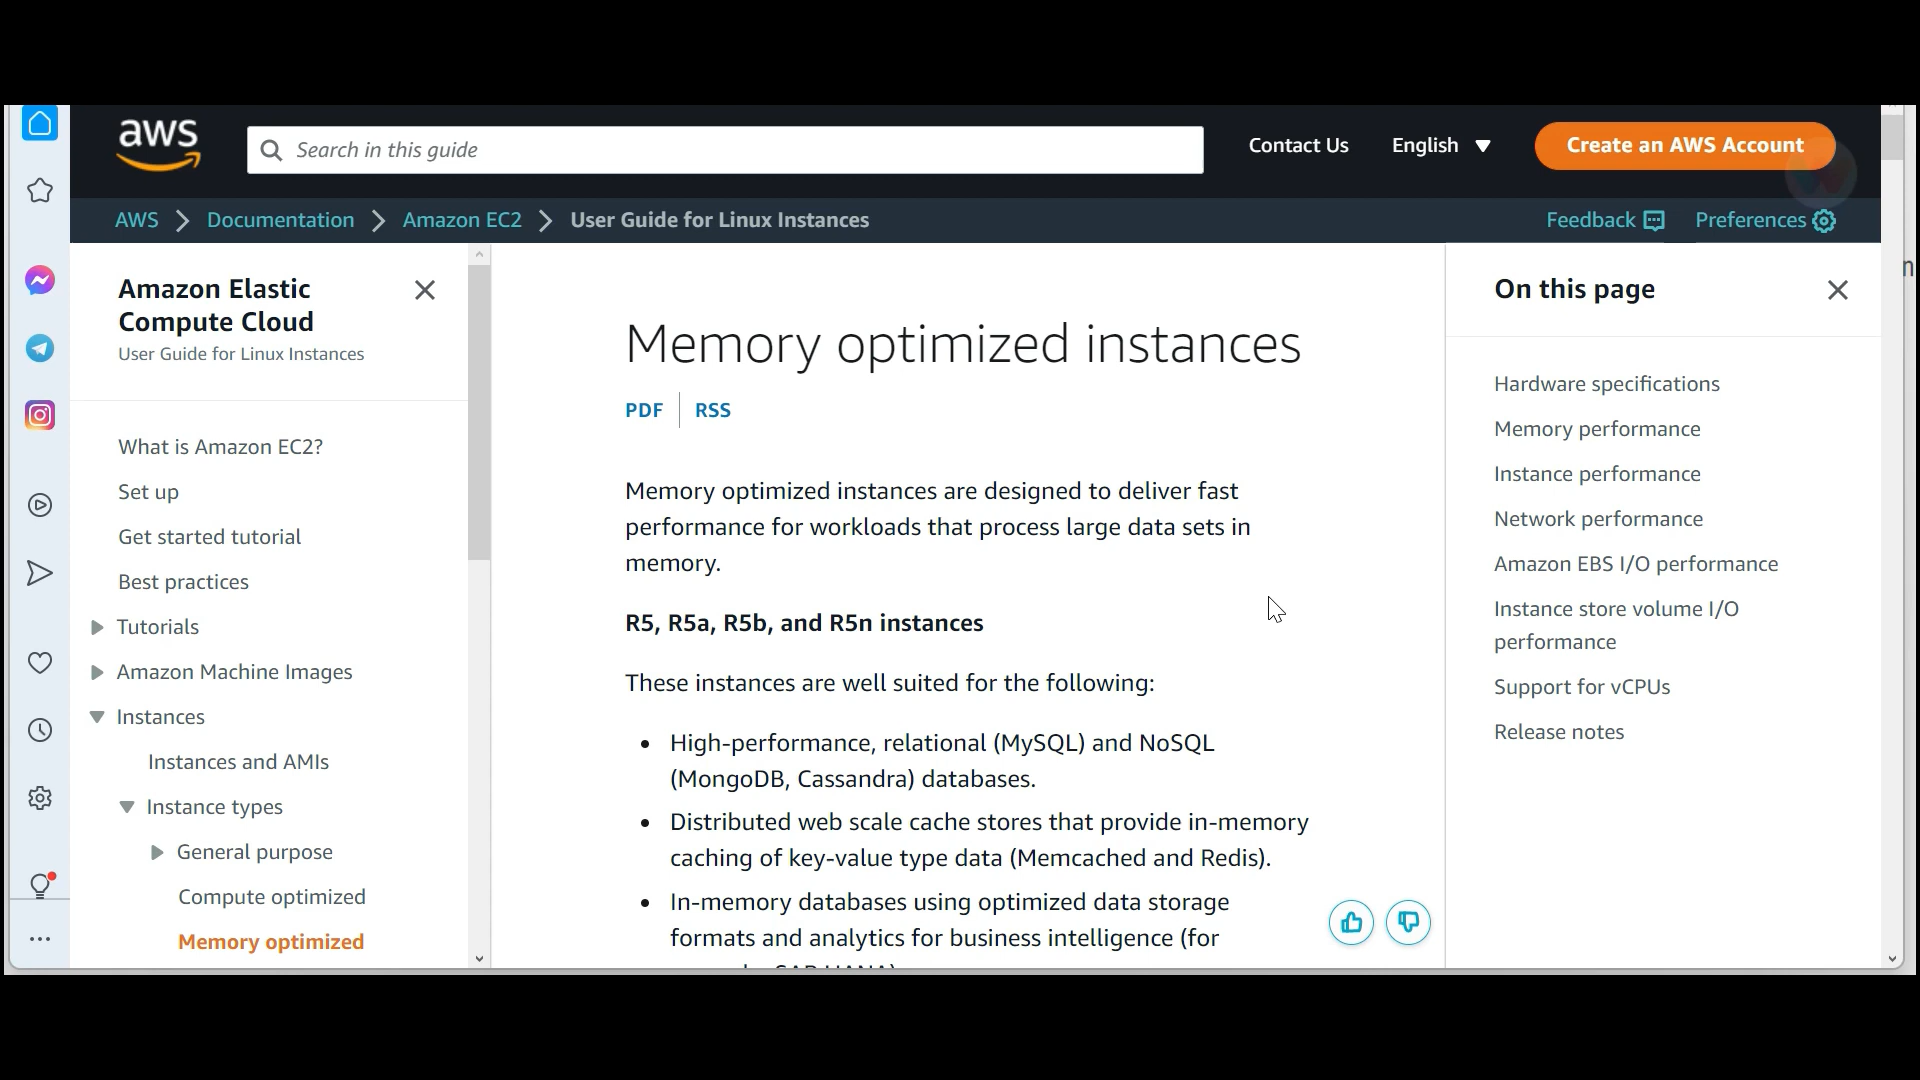 aws
Search in this guide
Contact Us
English
Create an AWS Account
AWS
Documentation
Amazon EC2
User Guide for Linux Instances
Feedback
Preferences
Amazon Elastic
Compute Cloud
User Guide for Linux Instances
What is Amazon EC2?
Set up
Get started tutorial
Best practices
Tutorials
Amazon Machine Images
Instances
Instances and AMIs
Instance types
General purpose
Compute optimized
Memory optimized
Memory optimized instances
PDF
RSS
Memory optimized instances are designed to deliver fast
performance for workloads that process large data sets in
memory.
R5, R5a, R5b, and R5n instances
These instances are well suited for the following:
• High-performance, relational (MySQL) and NoSQL
(MongoDB, Cassandra) databases.
• Distributed web scale cache stores that provide in-memory
caching of key-value type data (Memcached and Redis).
• In-memory databases using optimized data storage
formats and analytics for business intelligence (for
SAP HANA)
On this page
Hardware specifications
Memory performance
Instance performance
Network performance
Amazon EBS I/O performance
Instance store volume I/O
performance
Support for vCPUs
Release notes
n